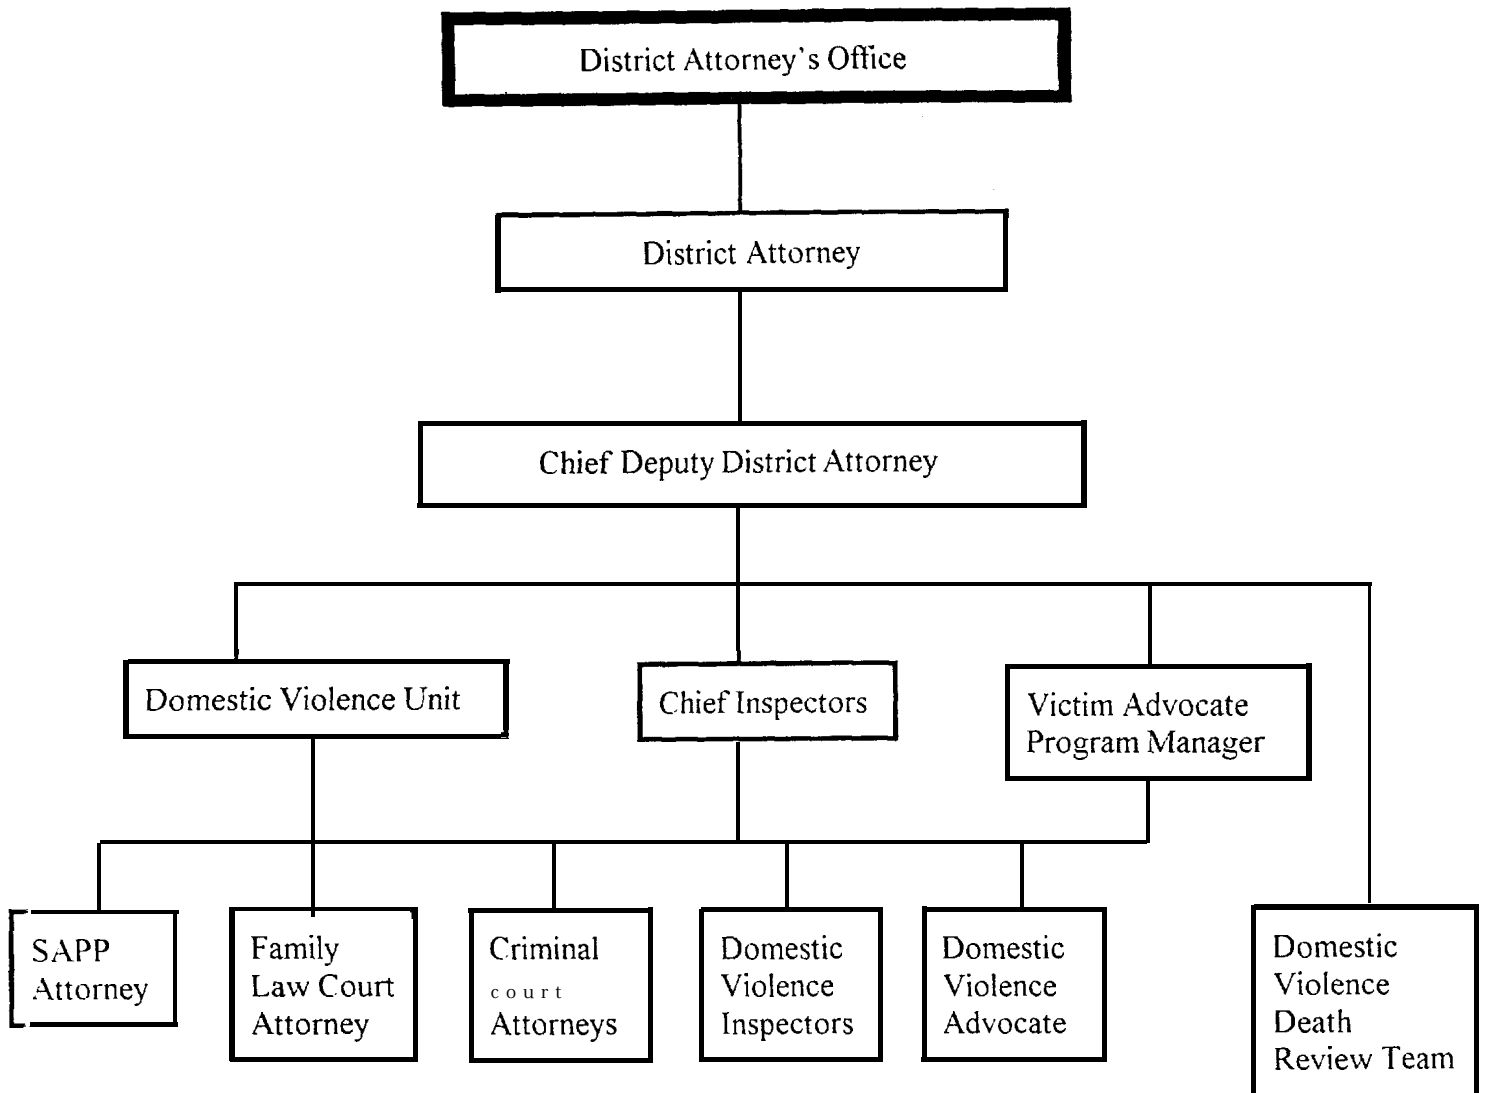 District Attorney's Office
District Attorney
Chief Deputy District Attorney
Domestic Violence Unit
Chief Inspectors
Victim Advocate
Program Manager
SAPP
Attorney
Family
Law Court
Attorney
Criminal
court
Attorneys
Domestic
Violence
Inspectors
Domestic
Violence
Advocate
Domestic
Violence
Death
Review Team